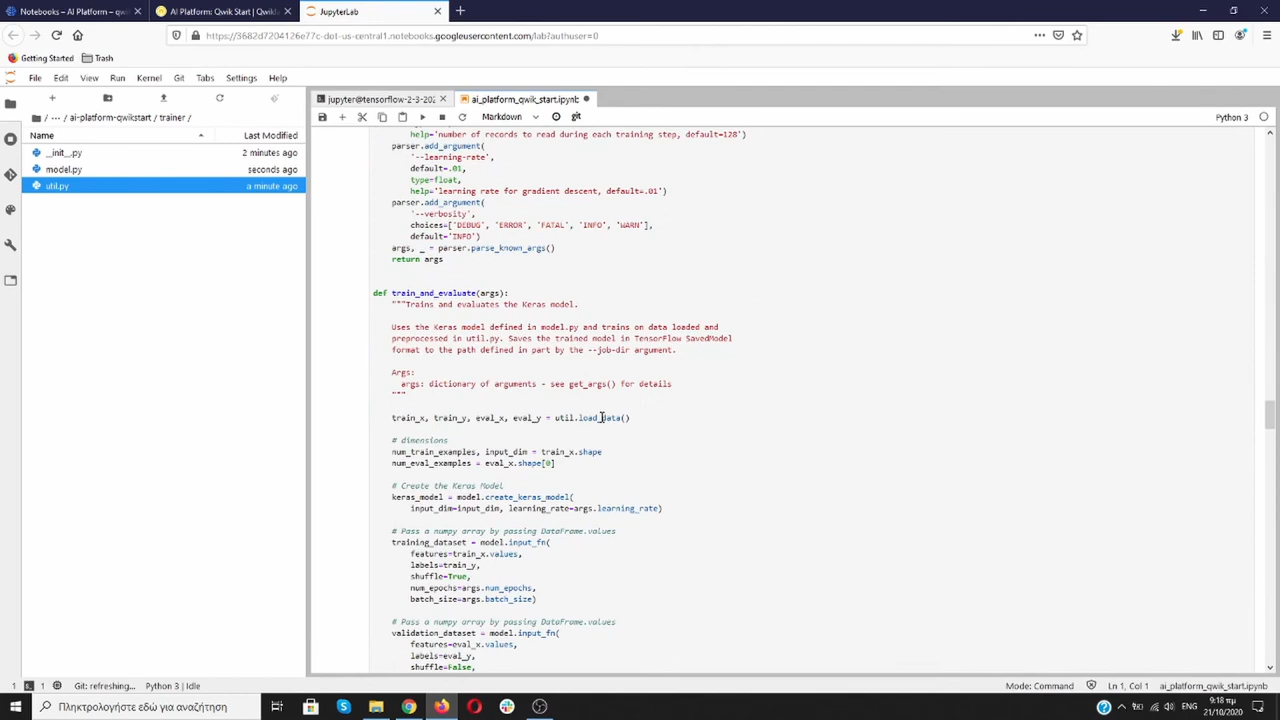 Notebooks – AI Platform – qwik
AI Platform: Qwik Start | Qwiklabs
JupyterLab
https://3682d7204126e77c-dot-us-central1.notebooks.googleusercontent.com/lab?authuser=0
Getting Started
Trash
File Edit View Run Kernel Git Tabs Settings Help
jupyter@tensorflow-2-3-202
ai_platform_qwik_start.ipynb
Markdown
git
Python 3
/ ··· / ai-platform-qwikstart / trainer /
Name
Last Modified
__init__.py
2 minutes ago
model.py
seconds ago
util.py
a minute ago
help='number of records to read during each training step, default=128')
parser.add_argument(
'--learning-rate',
default=.01,
type=float,
help='learning rate for gradient descent, default=.01')
parser.add_argument(
'--verbosity',
choices=['DEBUG', 'ERROR', 'FATAL', 'INFO', 'WARN'],
default='INFO')
args, _ = parser.parse_known_args()
return args
def train_and_evaluate(args):
"""Trains and evaluates the Keras model.
Uses the Keras model defined in model.py and trains on data loaded and
preprocessed in util.py. Saves the trained model in TensorFlow SavedModel
format to the path defined in part by the --job-dir argument.
Args:
args: dictionary of arguments - see get_args() for details
"""
train_x, train_y, eval_x, eval_y = util.load_data()
# dimensions
num_train_examples, input_dim = train_x.shape
num_eval_examples = eval_x.shape[0]
# Create the Keras Model
keras_model = model.create_keras_model(
input_dim=input_dim, learning_rate=args.learning_rate)
# Pass a numpy array by passing DataFrame.values
training_dataset = model.input_fn(
features=train_x.values,
labels=train_y,
shuffle=True,
num_epochs=args.num_epochs,
batch_size=args.batch_size)
# Pass a numpy array by passing DataFrame.values
validation_dataset = model.input_fn(
features=eval_x.values,
labels=eval_y,
shuffle=False,
1
1
Git: refreshing...
Python 3 | Idle
Mode: Command
Ln 1, Col 1
ai_platform_qwik_start.ipynb
Πληκτρολογήστε εδώ για αναζήτηση
9:18 πμ
21/10/2020